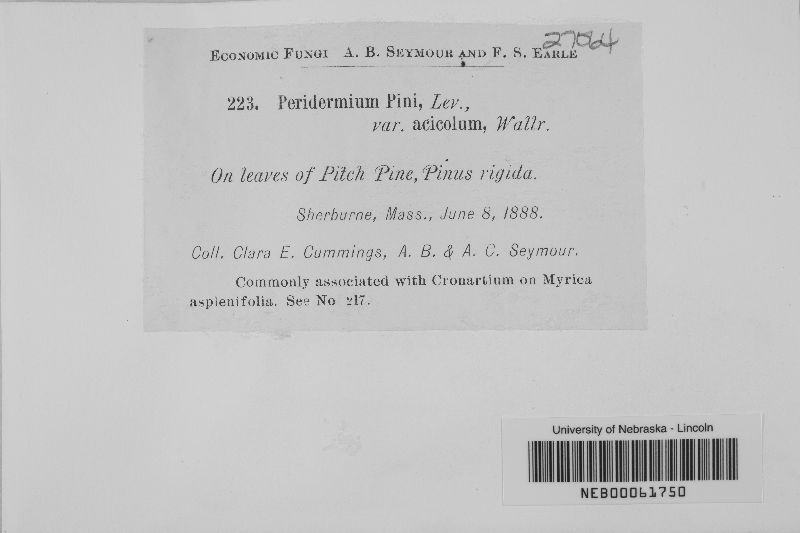 27064
Economic Fungi A. B. Seymour and F. S. Earle
223. Peridermium Pini, Lev.,
var. acicolum, Wallr.
On leaves of Pitch Pine, Pinus rigida.
Sherburne, Mass., June 8, 1888.
Coll. Clara E. Cummings, A. B. & A. C. Seymour.
Commonly associated with Cronartium on Myrica
asplenifolia. See No 217.
University of Nebraska - Lincoln
NEB00061750